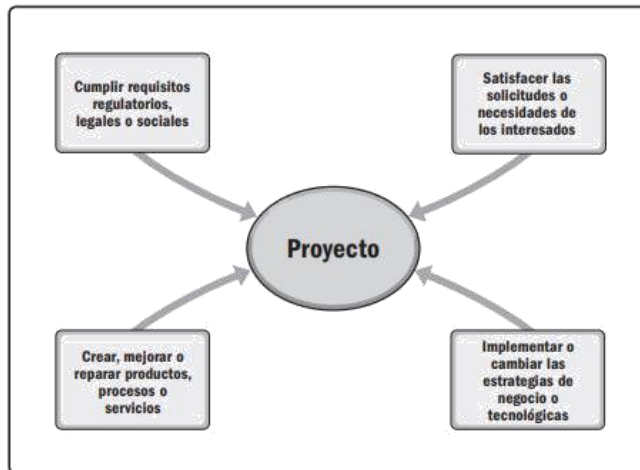 Cumplir requisitos
regulatorios,
legales o sociales
Satisfacer las
solicitudes o
necesidades de
los interesados
Proyecto
Crear, mejorar o
reparar productos,
procesos o
servicios
Implementar o
cambiar las
estrategias de
negocio o
tecnológicas